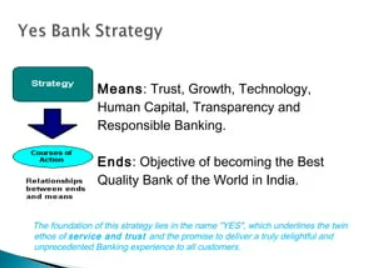 Yes Bank Strategy
Strategy
Means: Trust, Growth, Technology,
Human Capital, Transparency and
Responsible Banking.
Courses of
Action
Ends: Objective of becoming the Best
Quality Bank of the World in India.
Relationships
between ends
and means
The foundation of this strategy lies in the name "YES", which underlines the twin
ethos of service and trust and the promise to deliver a truly delightful and
unprecedented Banking experience to all customers.